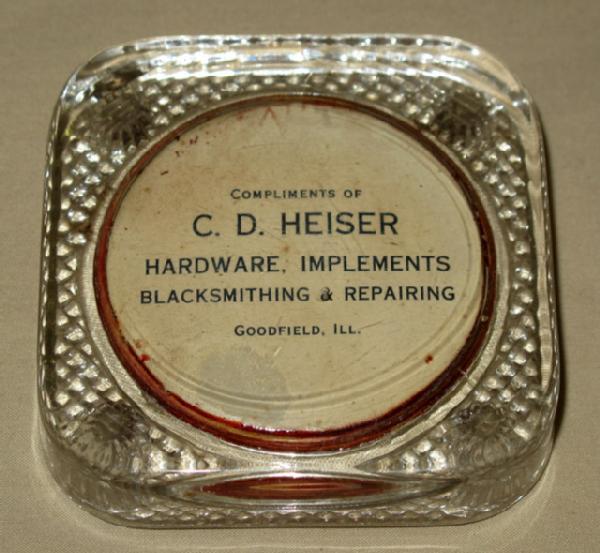 COMPLIMENTS OF
C. D. HEISER
HARDWARE, IMPLEMENTS
BLACKSMITHING & REPAIRING
GOODFIELD, ILL.